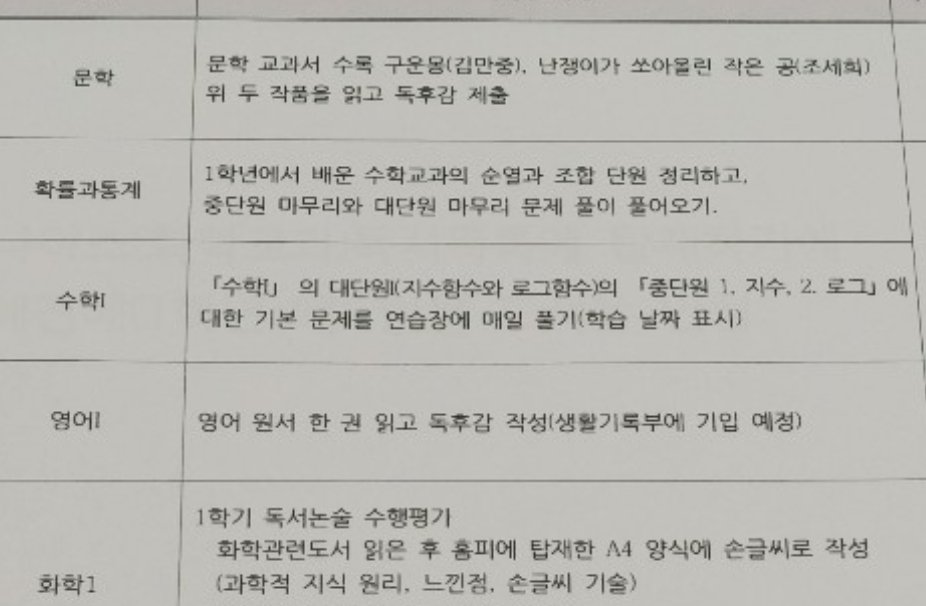 문학
문학 교과서 수록 구운몽(김만중), 난쟁이가 쏘아올린 작은 공(조세희)
위 두 작품을 읽고 독후감 제출
확률과통계
1학년에서 배운 수학교과의 순열과 조합 단원 정리하고,
중단원 마무리와 대단원 마무리 문제 풀이 풀어오기.
수학Ⅰ
「수학Ⅰ」 의 대단원Ⅰ(지수함수와 로그함수)의 「중단원 1. 지수, 2. 로그」에
대한 기본 문제를 연습장에 매일 풀기(학습 날짜 표시)
영어Ⅰ
영어 원서 한 권 읽고 독후감 작성(생활기록부에 기입 예정)
화학1
1학기 독서논술 수행평가
화학관련도서 읽은 후 홈피에 탑재한 A4 양식에 손글씨로 작성
(과학적 지식 원리, 느낀점, 손글씨 기술)